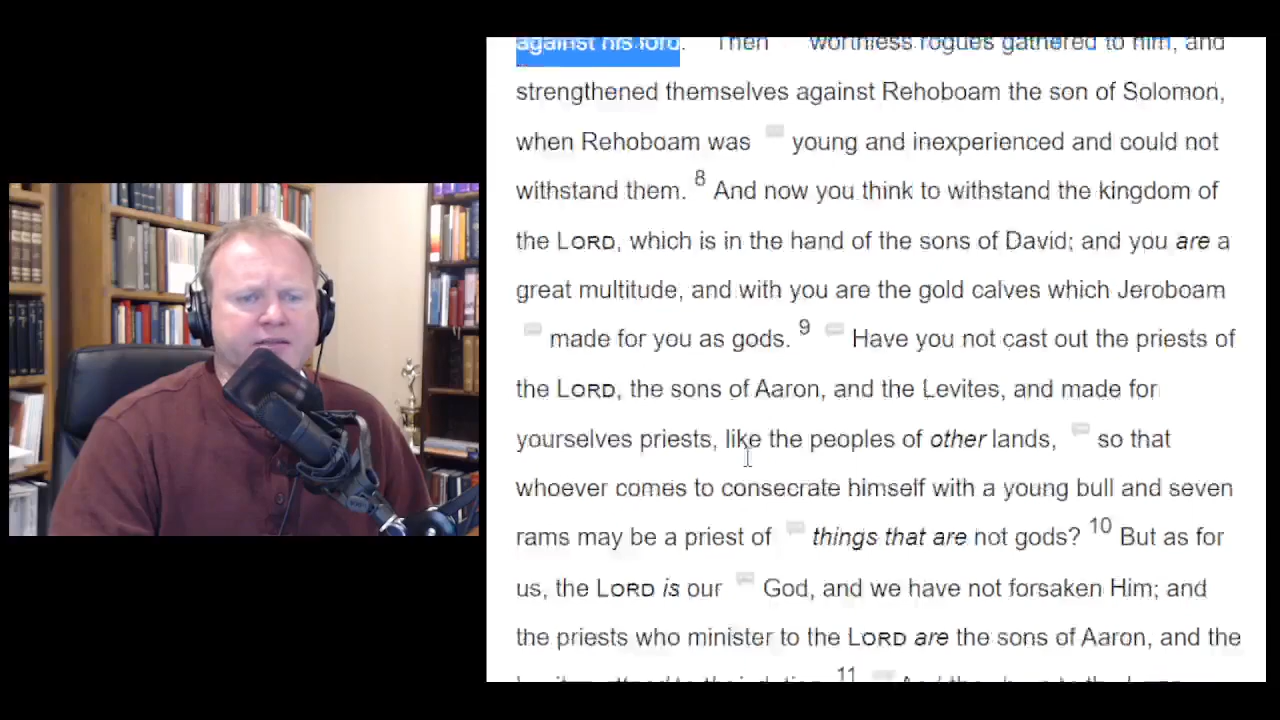 against his lord. Then worthless rogues gathered to him, and
strengthened themselves against Rehoboam the son of Solomon,
when Rehoboam was young and inexperienced and could not
withstand them. 8 And now you think to withstand the kingdom of
the LORD, which is in the hand of the sons of David; and you are a
great multitude, and with you are the gold calves which Jeroboam
made for you as gods. 9 Have you not cast out the priests of
the LORD, the sons of Aaron, and the Levites, and made for
yourselves priests, like the peoples of other lands, so that
whoever comes to consecrate himself with a young bull and seven
rams may be a priest of things that are not gods? 10 But as for
us, the LORD is our God, and we have not forsaken Him; and
the priests who minister to the LORD are the sons of Aaron, and the
11